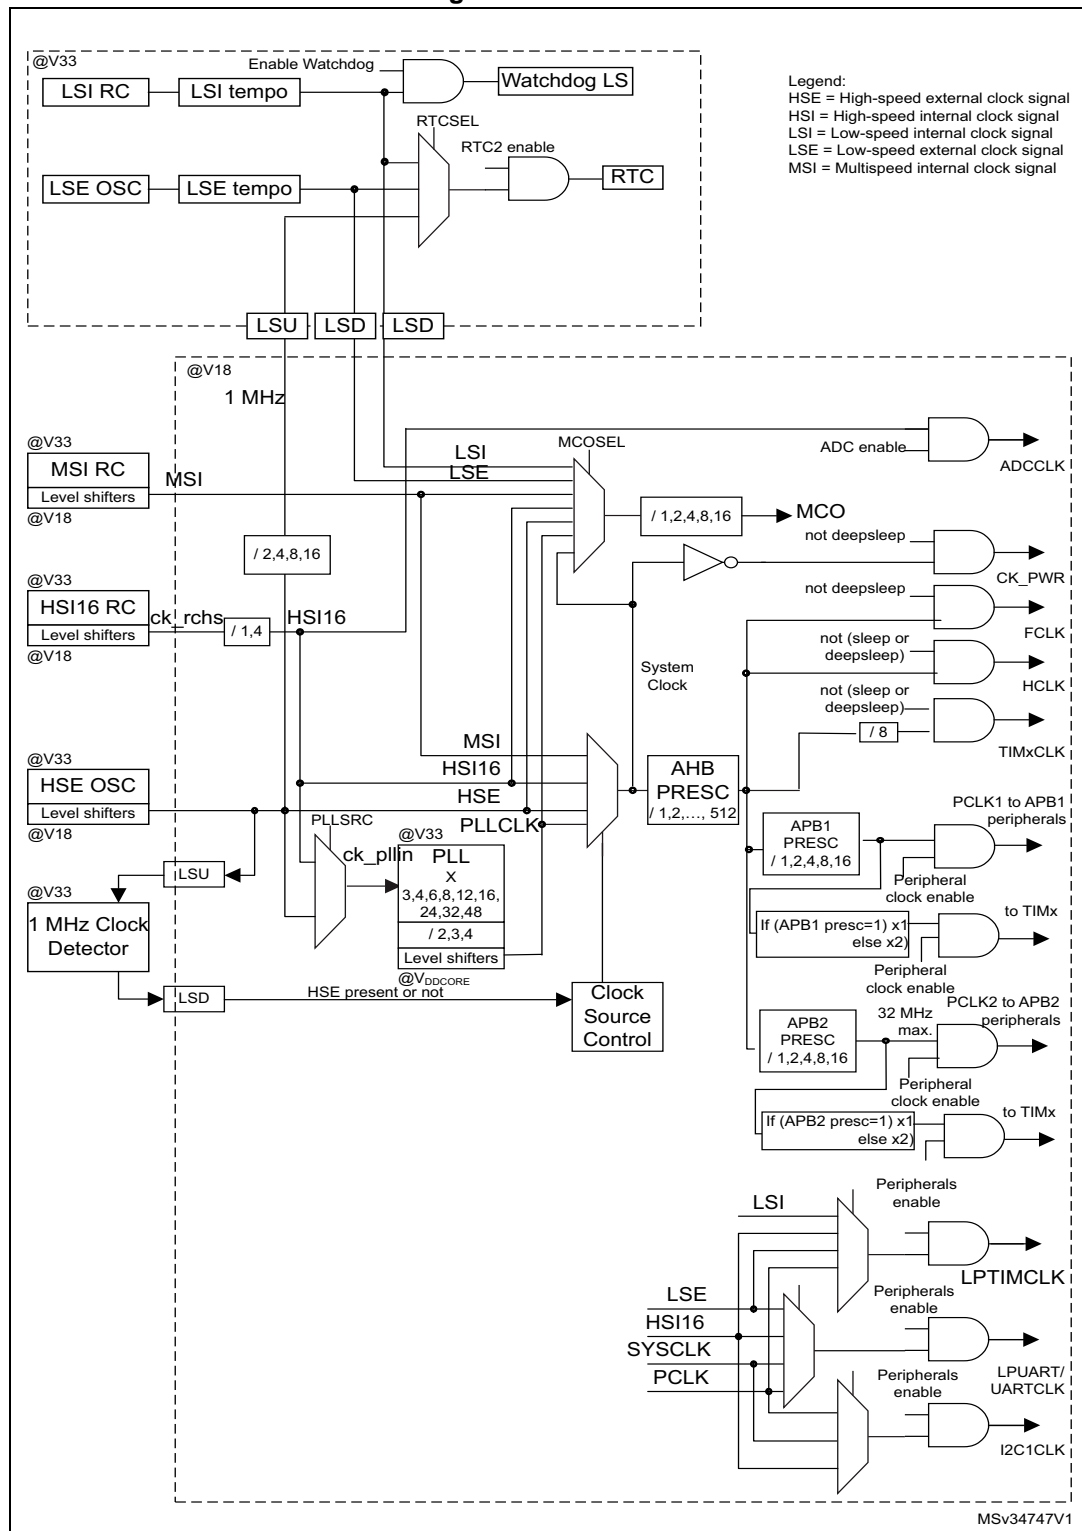 @V33
Enable Watchdog
LSI RC
LSI tempo
Watchdog LS
Legend:
HSE = High-speed external clock signal
HSI = High-speed internal clock signal
LSI = Low-speed internal clock signal
LSE = Low-speed external clock signal
MSI = Multispeed internal clock signal
RTCSEL
RTC2 enable
LSE OSC
LSE tempo
RTC
LSU
LSD
LSD
@V18
1 MHz
@V33
MSI RC
Level shifters
@V18
MSI
LSI
LSE
MCOSEL
ADC enable
ADCCLK
/ 1,2,4,8,16
MCO
/ 2,4,8,16
not deepsleep
CK_PWR
@V33
HSI16 RC
Level shifters
@V18
ck_rchs
/ 1,4
HSI16
not deepsleep
FCLK
System
Clock
not (sleep or
deepsleep)
HCLK
not (sleep or
deepsleep)
/ 8
TIMxCLK
@V33
HSE OSC
Level shifters
@V18
MSI
HSI16
HSE
PLLCLK
AHB
PRESC
/ 1,2,..., 512
PLLSRC
ck_pllin
@V33
PLL
X
3,4,6,8,12,16,
24,32,48
/ 2,3,4
Level shifters
@VDDCORE
APB1
PRESC
/ 1,2,4,8,16
PCLK1 to APB1
peripherals
Peripheral
clock enable
LSU
@V33
1 MHz Clock
Detector
LSD
HSE present or not
Clock
Source
Control
If (APB1 presc=1) x1
else x2)
to TIMx
Peripheral
clock enable
APB2
PRESC
/ 1,2,4,8,16
32 MHz
max.
PCLK2 to APB2
peripherals
Peripheral
clock enable
If (APB2 presc=1) x1
else x2)
to TIMx
LSI
Peripherals
enable
LPTIMCLK
LSE
HSI16
SYSCLK
PCLK
Peripherals
enable
LPUART/
UARTCLK
Peripherals
enable
I2C1CLK
MSv34747V1